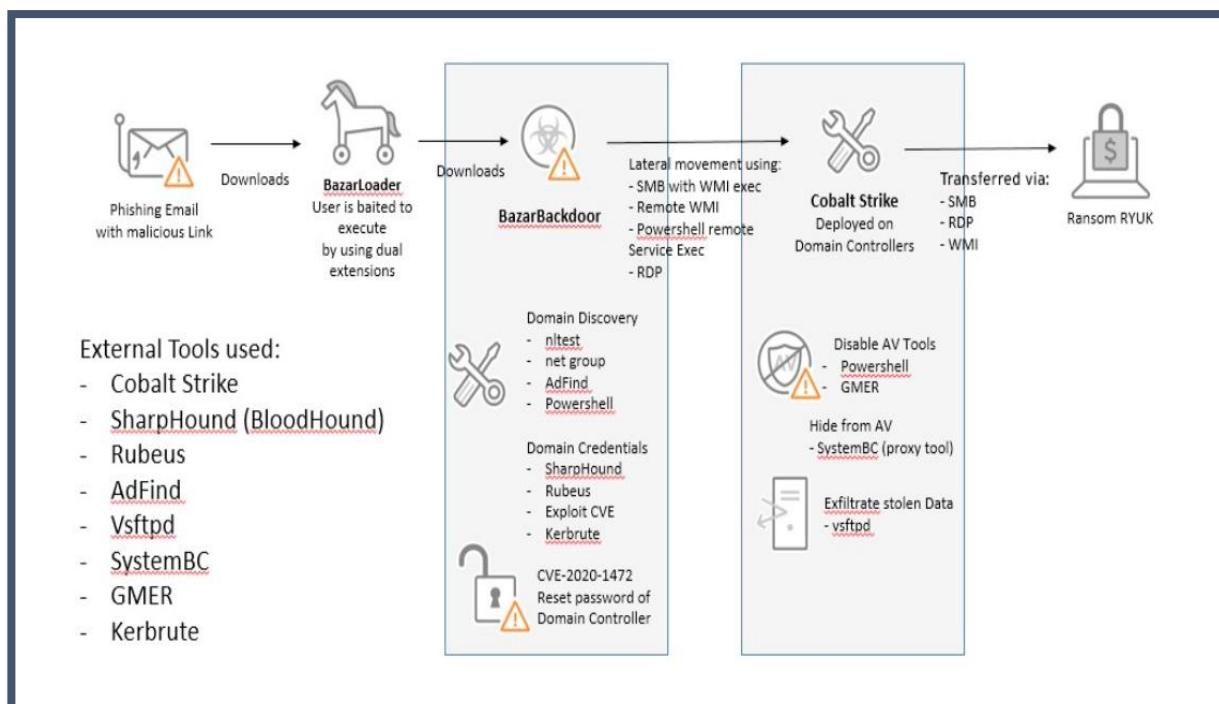 Phishing Email
with malicious Link
Downloads
BazarLoader
User is baited to
execute
by using dual
extensions
Downloads
BazarBackdoor
Lateral movement using:
- SMB with WMI exec
- Remote WMI
- Powershell remote
Service Exec
- RDP
Cobalt Strike
Deployed on
Domain Controllers
Transferred via:
- SMB
- RDP
- WMI
$
Ransom RYUK
External Tools used:
- Cobalt Strike
- SharpHound (BloodHound)
- Rubeus
- AdFind
- Vsftpd
- SystemBC
- GMER
- Kerbrute
Domain Discovery
- nltest
- net group
- AdFind
- Powershell
Domain Credentials
- SharpHound
- Rubeus
- Exploit CVE
- Kerbrute
CVE-2020-1472
Reset password of
Domain Controller
AV
Disable AV Tools
- Powershell
- GMER
Hide from AV
- SystemBC (proxy tool)
Exfiltrate stolen Data
- vsftpd